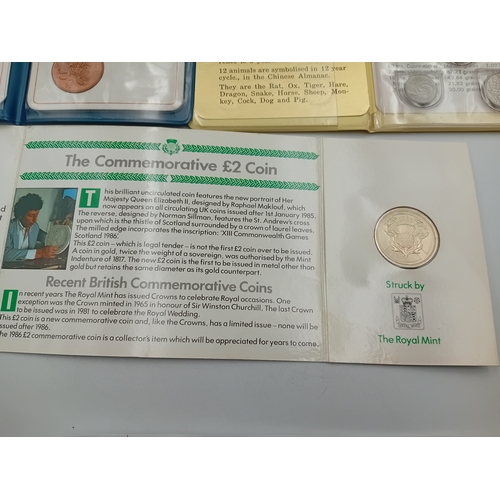 12 animals are symbolised in 12 year
cycle., in the Chinese Almanac.
They are the Rat, Ox, Tiger, Hare,
Dragon, Snake, Horse, Sheep, Mon-
key, Cock, Dog and Pig.
The Commemorative £2 Coin
This brilliant uncirculated coin features the new portrait of Her
Majesty Queen Elizabeth II, designed by Raphael Maklouf, which
now appears on all circulating UK coins issued after 1st January 1985.
The reverse, designed by Norman Sillman, features the St. Andrew's cross
upon which is the thistle of Scotland surrounded by a crown of laurel leaves.
The milled edge incorporates the inscription: 'XIII Commonwealth Games
Scotland 1986.'
This £2 coin – which is legal tender – is not the first £2 coin ever to be issued.
A coin in gold, twice the weight of a sovereign, was authorised by the Mint
Indenture of 1817. The new £2 coin is the first to be issued in metal other than
gold but retains the same diameter as its gold counterpart.
Recent British Commemorative Coins
In recent years The Royal Mint has issued Crowns to celebrate Royal occasions. One
exception was the Crown minted in 1965 in honour of Sir Winston Churchill. The last Crown
to be issued was in 1981 to celebrate the Royal Wedding.
This £2 coin is a new commemorative coin and, like the Crowns, has a limited issue – none will be
issued after 1986.
The 1986 £2 commemorative coin is a collector's item which will be appreciated for years to come.
Struck by
The Royal Mint